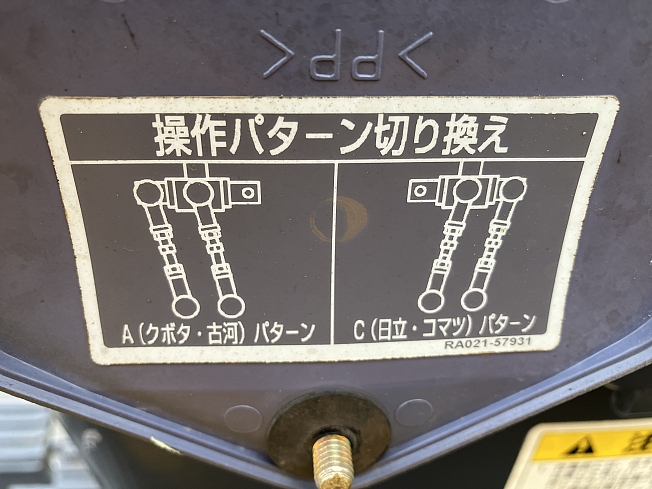 >PP<
操作パターン切り換え
A(クボタ・古河)パターン
C(日立・コマツ)パターン
RA021-57931